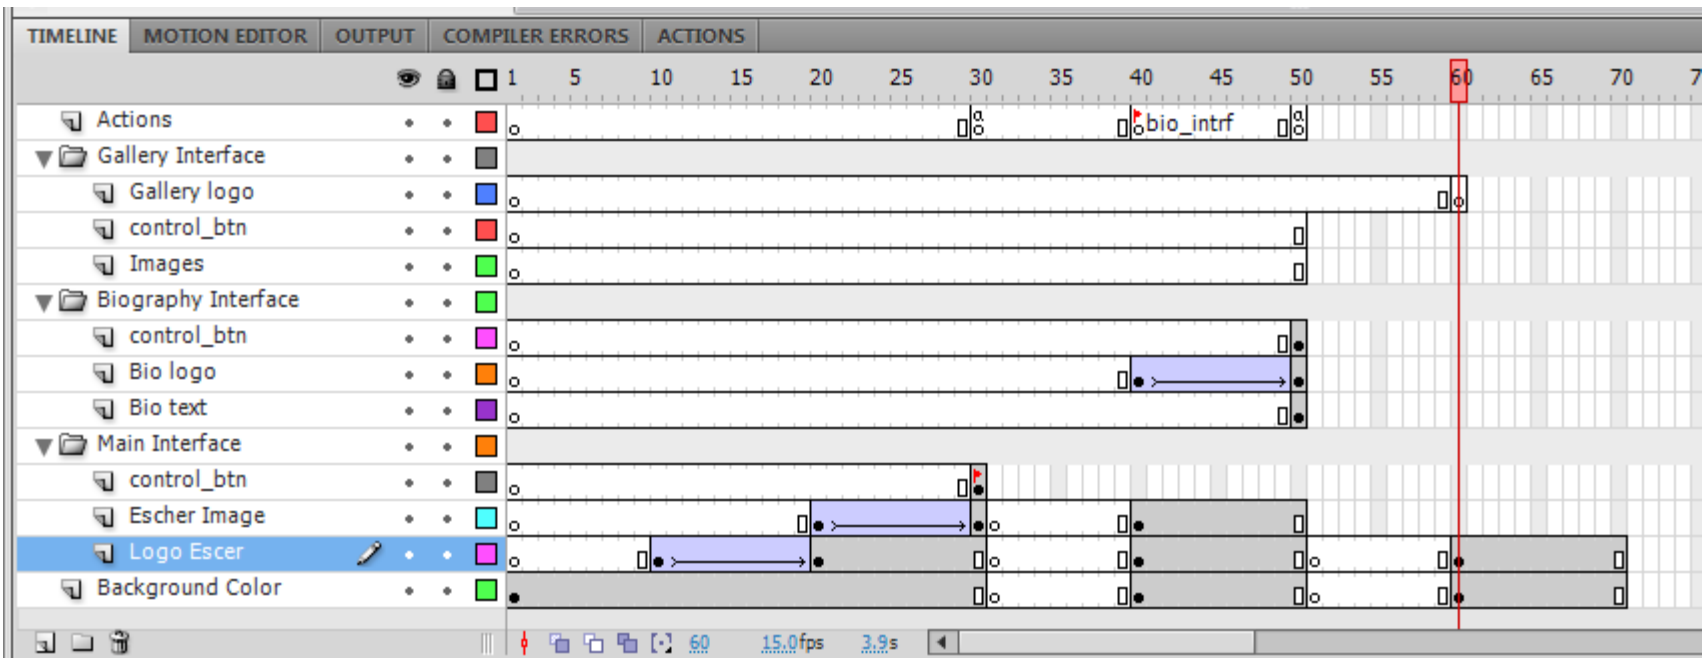 TIMELINE MOTION EDITOR OUTPUT COMPILER ERRORS ACTIONS
1 5 10 15 20 25 30 35 40 45 50 55 60 65 70 7
Actions a bio_intrf a
Gallery Interface
Gallery logo
control_btn
Images
Biography Interface
control_btn
Bio logo
Bio text
Main Interface
control_btn
Escher Image
Logo Escer
Background Color
60 15.0fps 3.9s